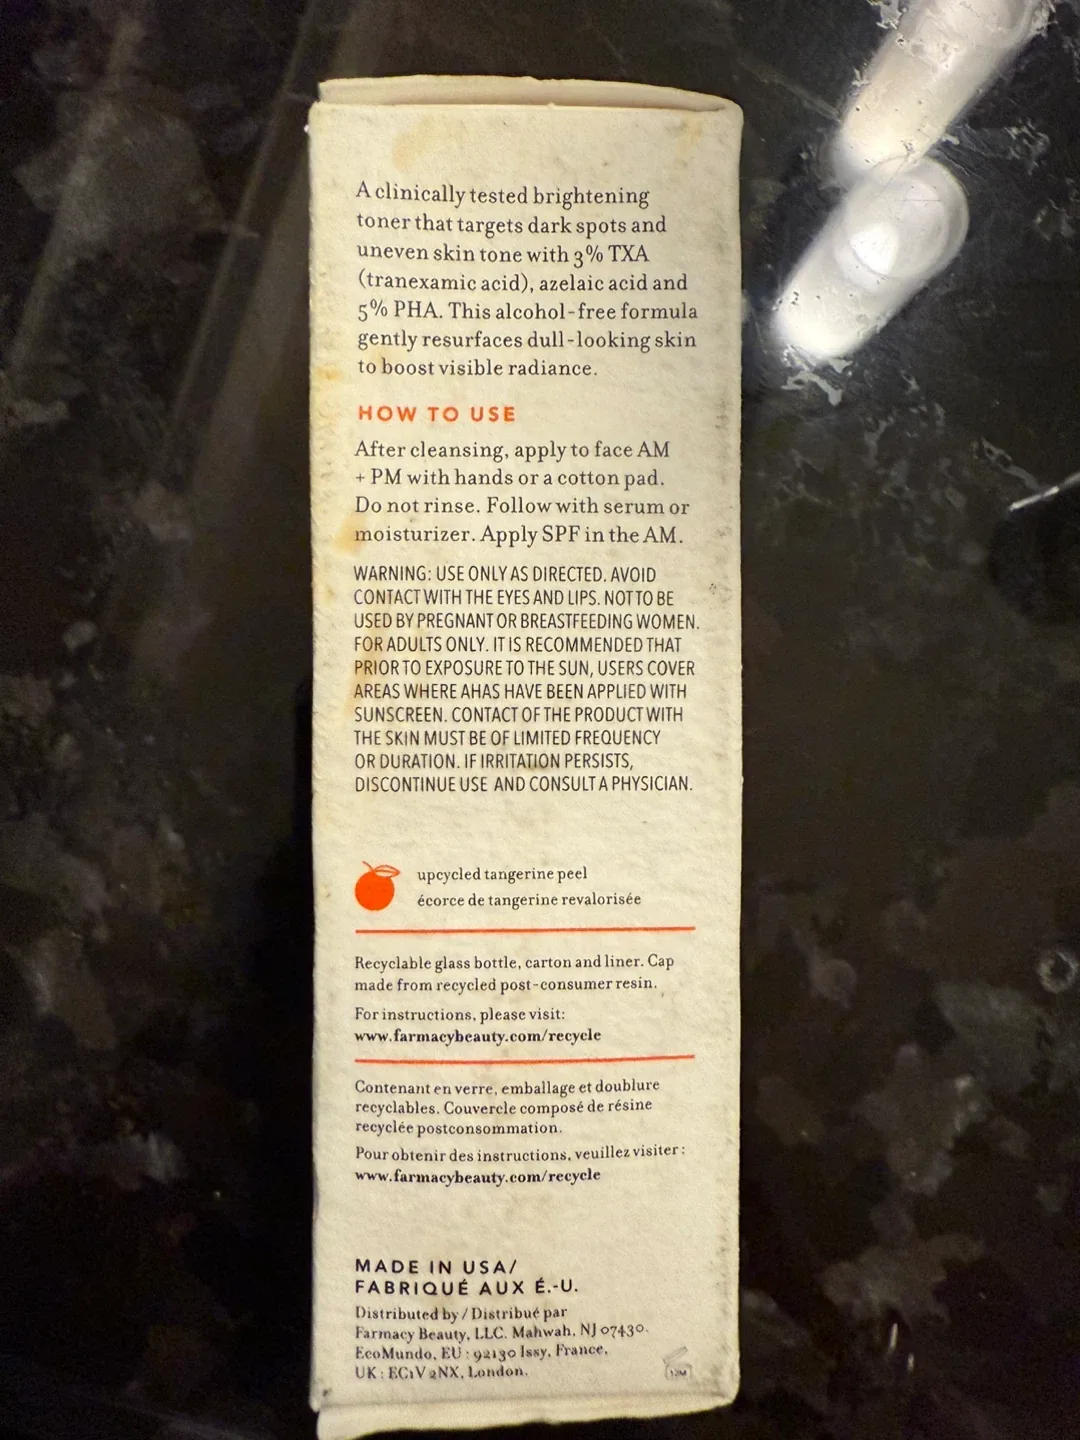 A clinically tested brightening
toner that targets dark spots and
uneven skin tone with 3% TXA
(tranexamic acid), azelaic acid and
5% PHA. This alcohol-free formula
gently resurfaces dull-looking skin
to boost visible radiance.
HOW TO USE
After cleansing, apply to face AM
+ PM with hands or a cotton pad.
Do not rinse. Follow with serum or
moisturizer. Apply SPF in the AM.
WARNING: USE ONLY AS DIRECTED. AVOID
CONTACT WITH THE EYES AND LIPS. NOT TO BE
USED BY PREGNANT OR BREASTFEEDING WOMEN.
FOR ADULTS ONLY. IT IS RECOMMENDED THAT
PRIOR TO EXPOSURE TO THE SUN, USERS COVER
AREAS WHERE AHAS HAVE BEEN APPLIED WITH
SUNSCREEN. CONTACT OF THE PRODUCT WITH
THE SKIN MUST BE OF LIMITED FREQUENCY
OR DURATION. IF IRRITATION PERSISTS,
DISCONTINUE USE AND CONSULT A PHYSICIAN.
upcycled tangerine peel
écorce de tangerine revalorisée
Recyclable glass bottle, carton and liner. Cap
made from recycled post-consumer resin.
For instructions, please visit:
www.farmacybeauty.com/recycle
Contenant en verre, emballage et doublure
recyclables. Couvercle composé de résine
recyclée postconsommation.
Pour obtenir des instructions, veuillez visiter :
www.farmacybeauty.com/recycle
MADE IN USA/
FABRIQUÉ AUX É.-U.
Distributed by / Distribué par
Farmacy Beauty, LLC. Mahwah, NJ 07430.
EcoMundo, EU : 92130 Issy, France,
UK : EC1V 2NX, London.
12M